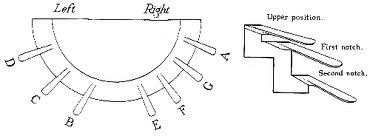 Left Right
Upper position.
First notch.
Second notch.
D
C
B
E
F
G
A